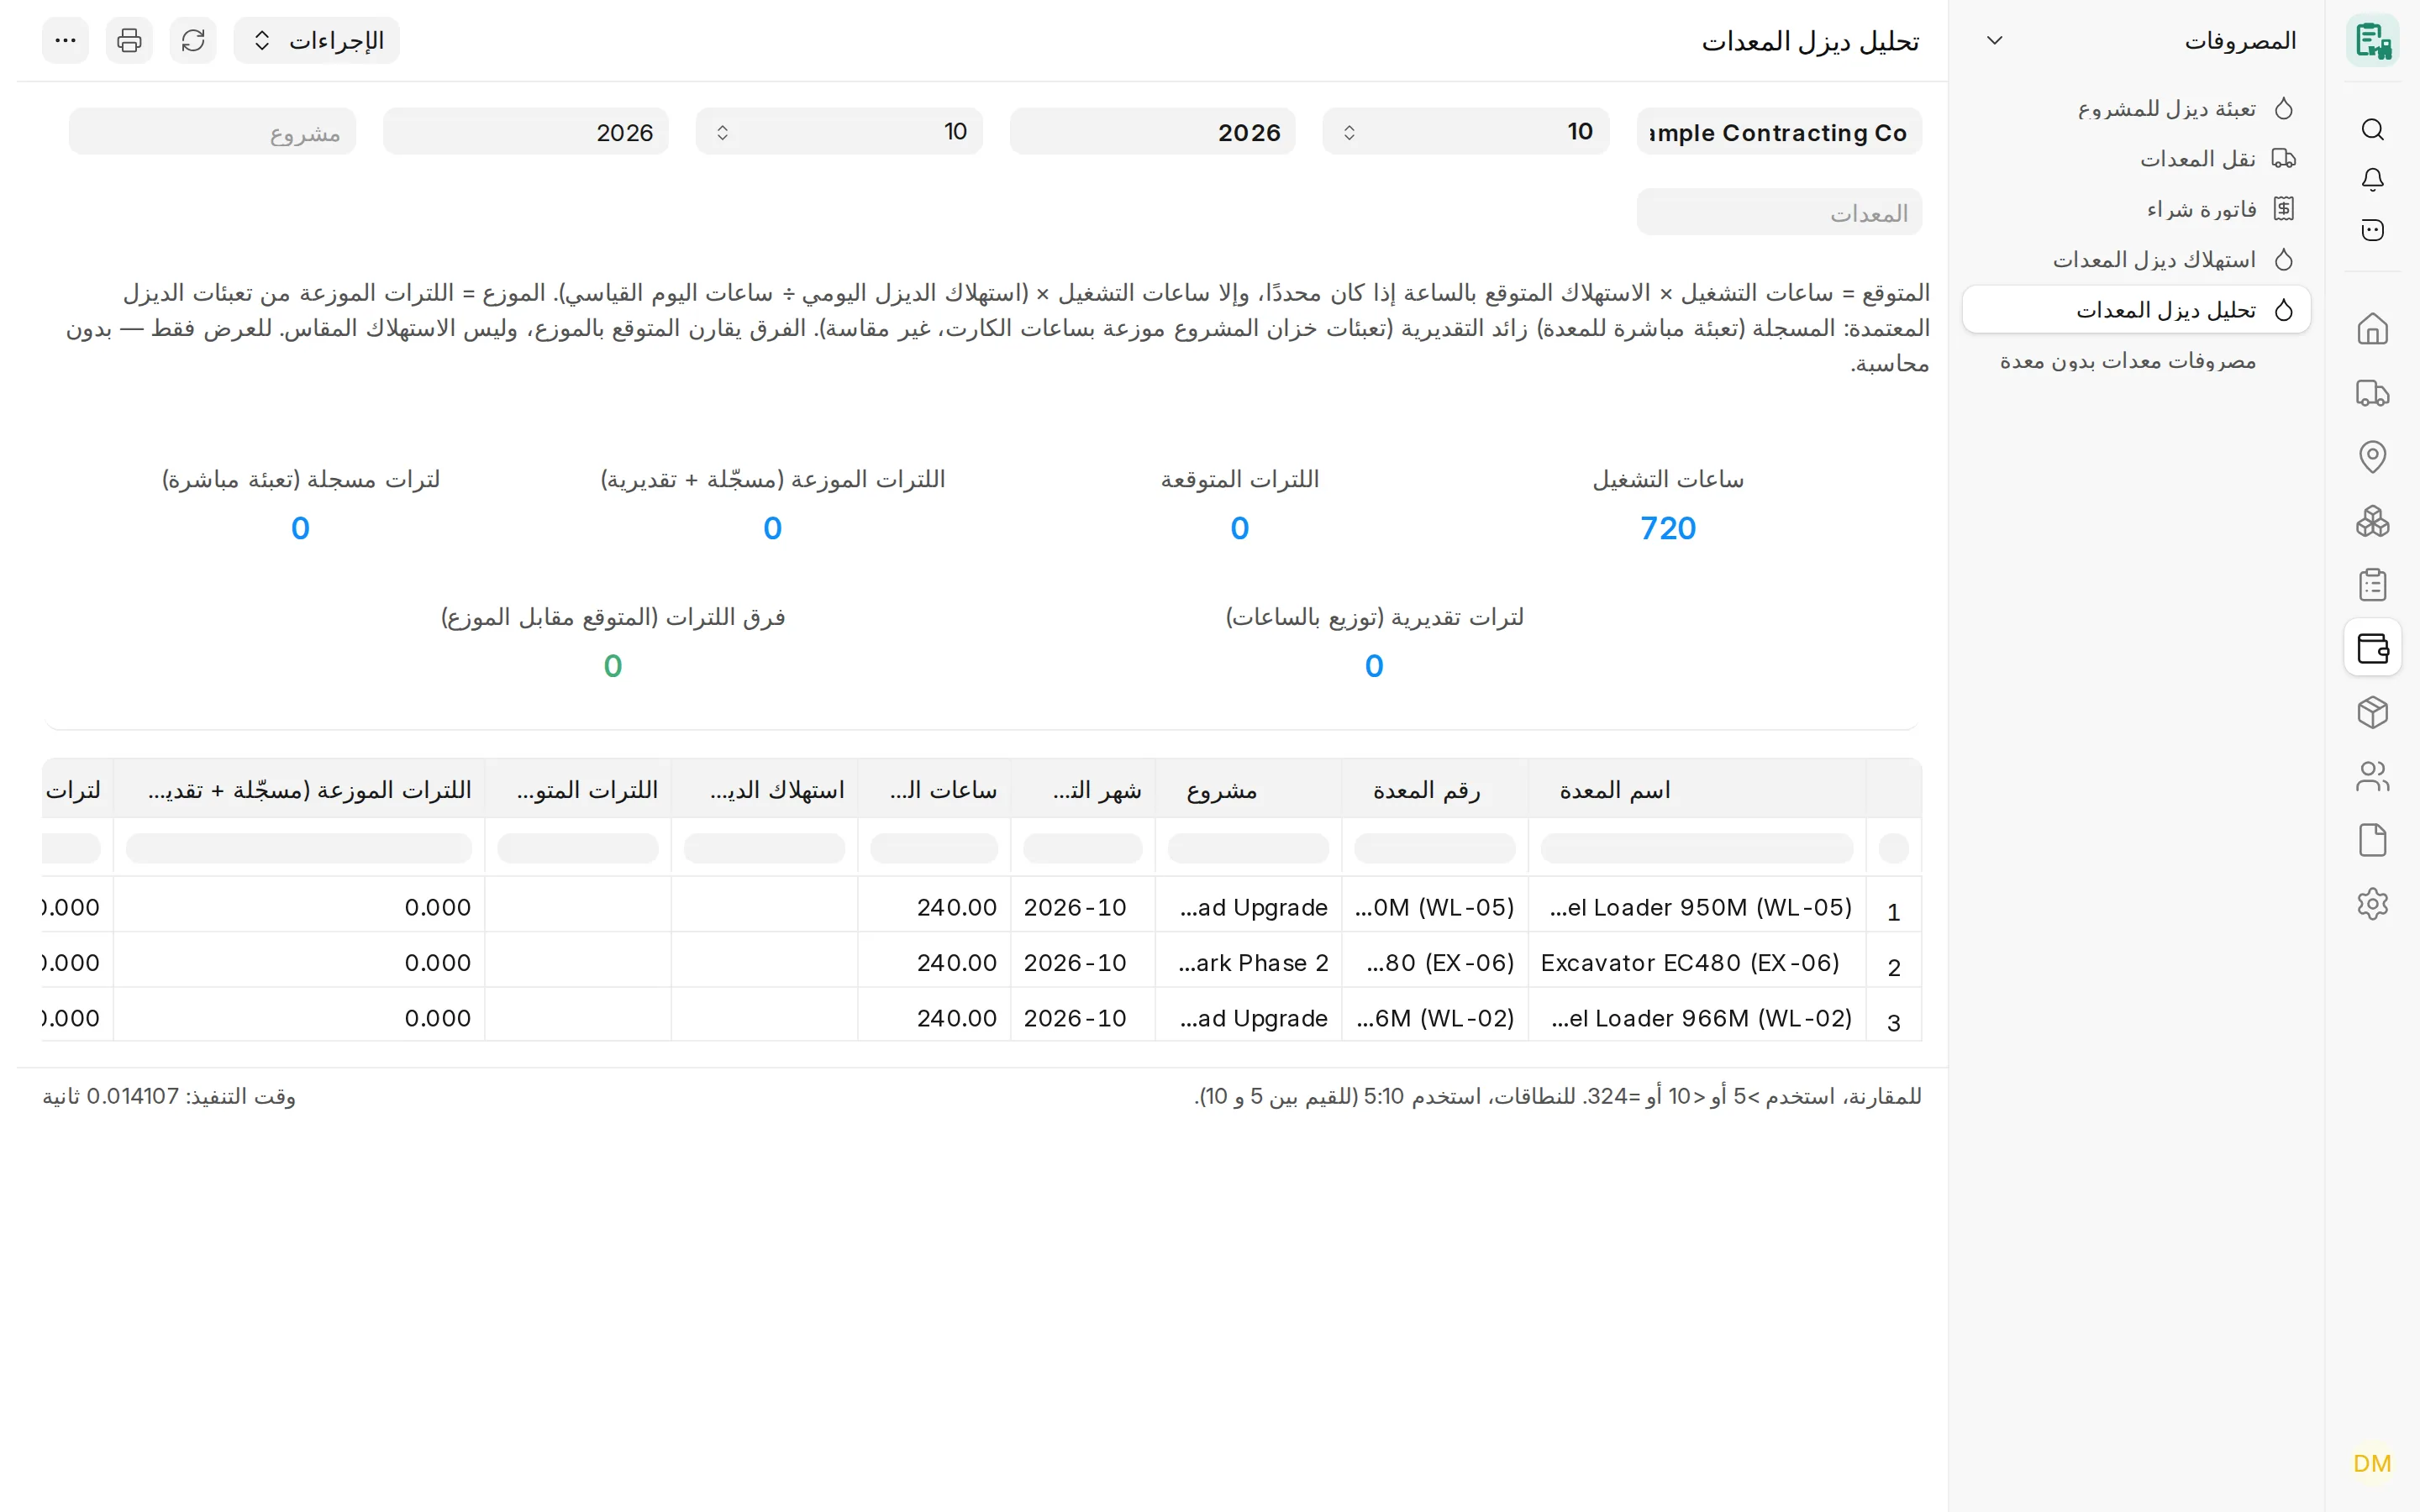 المصروفات
تعبئة ديزل للمشروع
نقل المعدات
فاتورة شراء
استهلاك ديزل المعدات
تحليل ديزل المعدات
مصروفات معدات بدون معدة
DM
تحليل ديزل المعدات
الإجراءات
ample Contracting Co
10
2026
10
2026
مشروع
المعدات
المتوقع = ساعات التشغيل × الاستهلاك المتوقع بالساعة إذا كان محددًا، وإلا ساعات التشغيل × (استهلاك الديزل اليومي ÷ ساعات اليوم القياسي). الموزع = اللترات الموزعة من تعبئات الديزل
المعتمدة: المسجلة (تعبئة مباشرة للمعدة) زائد التقديرية (تعبئات خزان المشروع موزعة بساعات الكارت، غير مقاسة). الفرق يقارن المتوقع بالموزع، وليس الاستهلاك المقاس. للعرض فقط — بدون
محاسبة.
ساعات التشغيل
720
اللترات المتوقعة
0
اللترات الموزعة (مسجّلة + تقديرية)
0
لترات مسجلة (تعبئة مباشرة)
0
لترات تقديرية (توزيع بالساعات)
0
فرق اللترات (المتوقع مقابل الموزع)
0
اسم المعدة رقم المعدة مشروع شهر الت... ساعات الـ... استهلاك الديـ... اللترات المتو... اللترات الموزعة (مسجّلة + تقديـ... لترات
1 ...el Loader 950M (WL-05) ...0M (WL-05) ...ad Upgrade 2026-10 240.00 0.000 0.000
2 Excavator EC480 (EX-06) ...80 (EX-06) ...ark Phase 2 2026-10 240.00 0.000 0.000
3 ...el Loader 966M (WL-02) ...6M (WL-02) ...ad Upgrade 2026-10 240.00 0.000 0.000
للمقارنة، استخدم >5 أو <10 أو =324. للنطاقات، استخدم 5:10 (للقيم بين 5 و 10).
وقت التنفيذ: 0.014107 ثانية